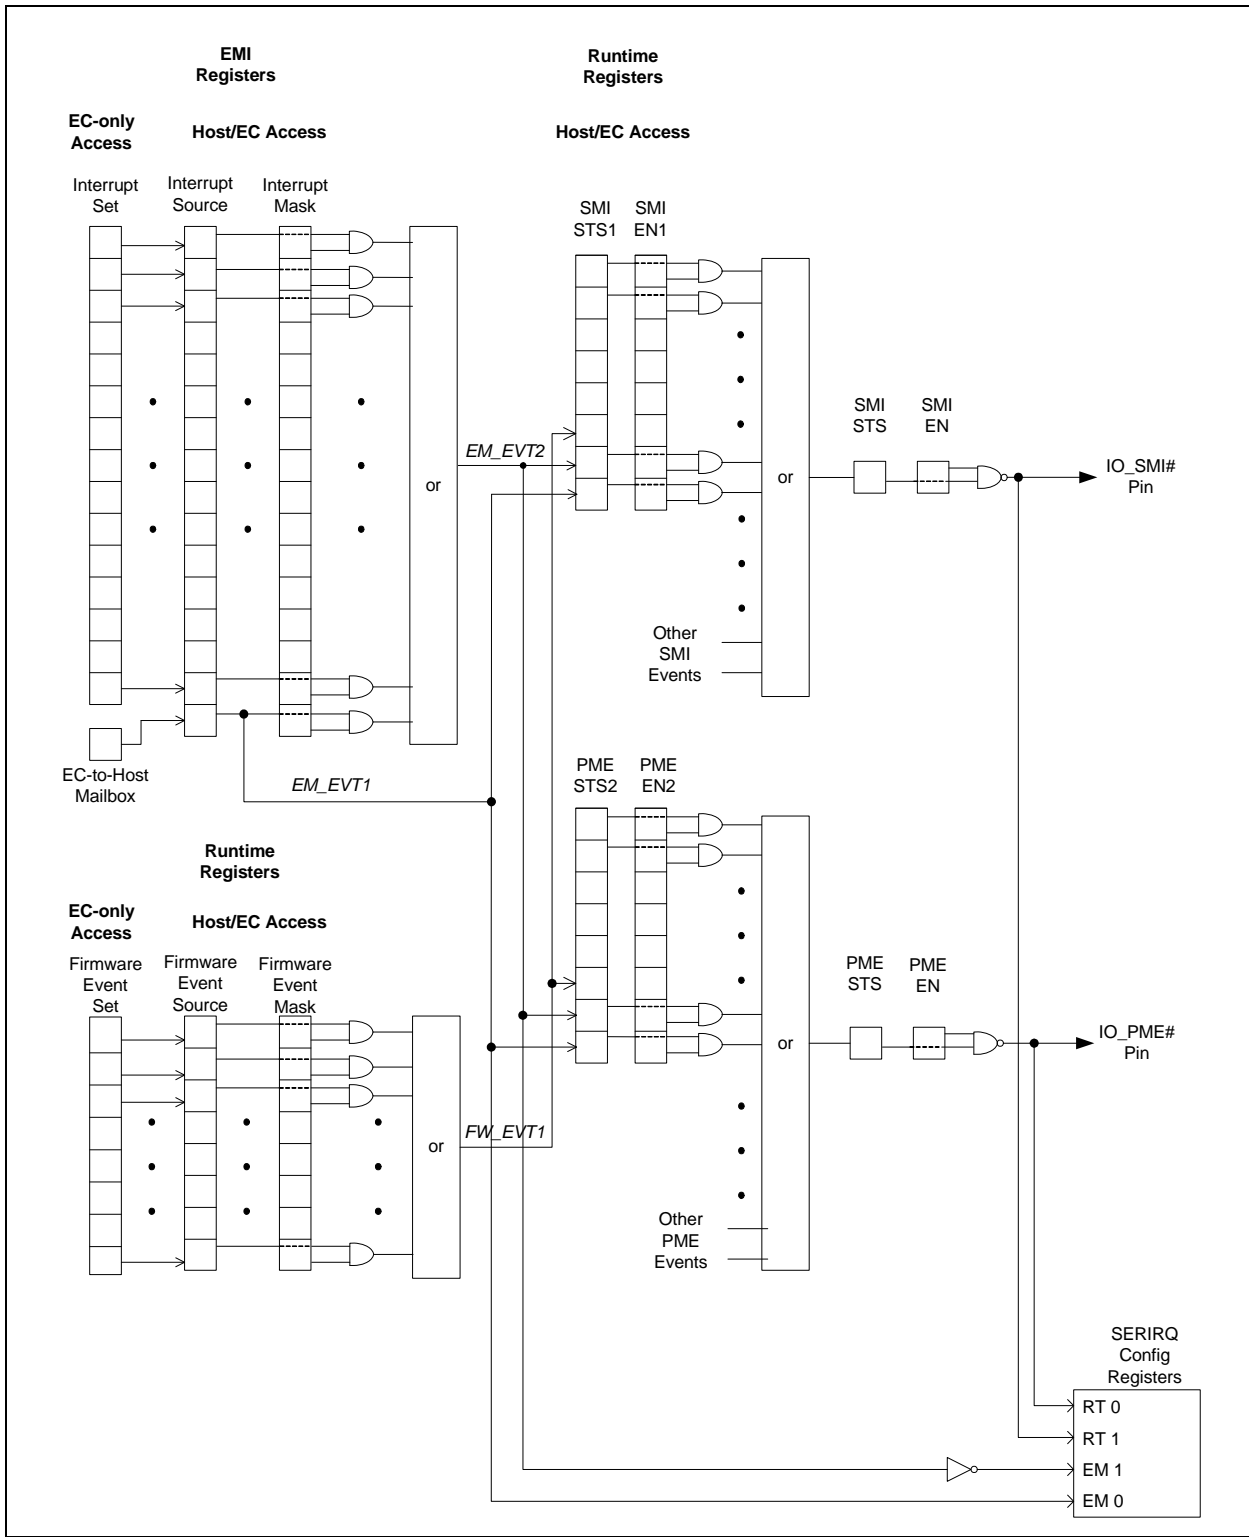 EMI
Registers
Runtime
Registers
EC-only
Access
Host/EC Access
Host/EC Access
Interrupt
Set
Interrupt
Source
Interrupt
Mask
SMI
STS1
SMI
EN1
SMI
STS
SMI
EN
EM_EVT2
or
or
IO_SMI#
Pin
Other
SMI
Events
EC-to-Host
Mailbox
EM_EVT1
PME
STS2
PME
EN2
Runtime
Registers
EC-only
Access
Host/EC Access
Firmware
Event
Set
Firmware
Event
Source
Firmware
Event
Mask
PME
STS
PME
EN
or
IO_PME#
Pin
or
FW_EVT1
Other
PME
Events
SERIRQ
Config
Registers
RT 0
RT 1
EM 1
EM 0